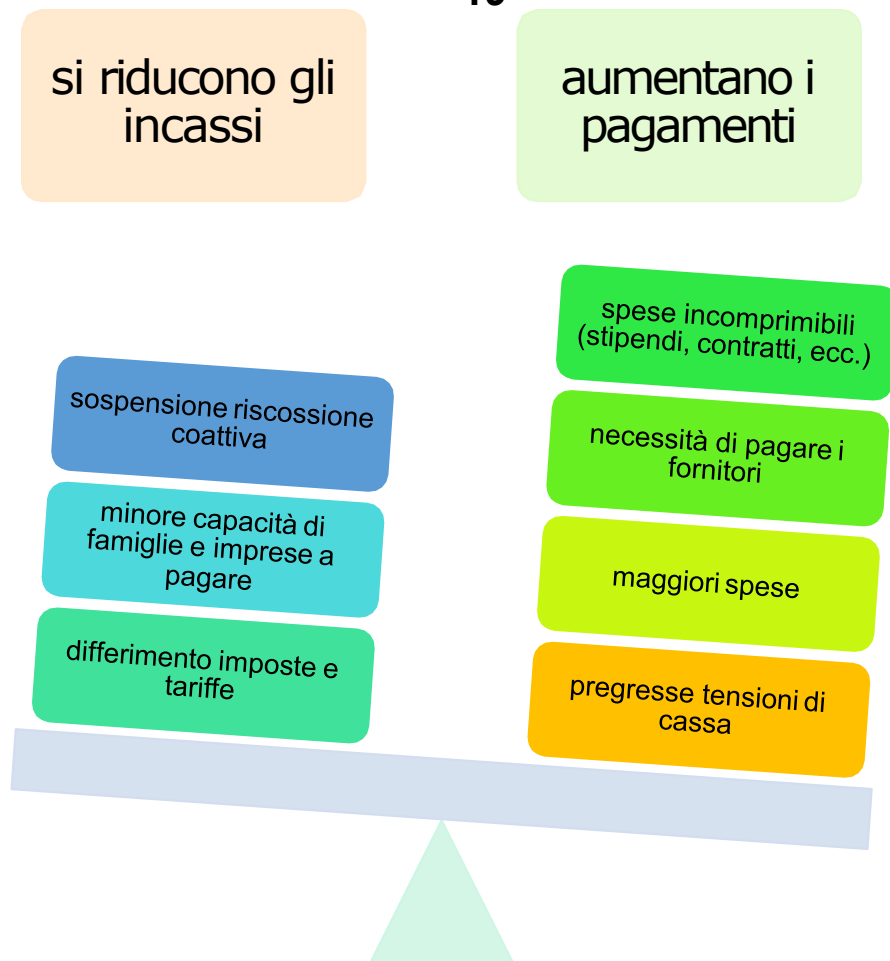 si riducono gli
incassi
aumentano i
pagamenti
sospensione riscossione
coattiva
minore capacità di
famiglie e imprese a
pagare
differimento imposte e
tariffe
spese incomprimibili
(stipendi, contratti, ecc.)
necessità di pagare i
fornitori
maggiori spese
pregresse tensioni di
cassa